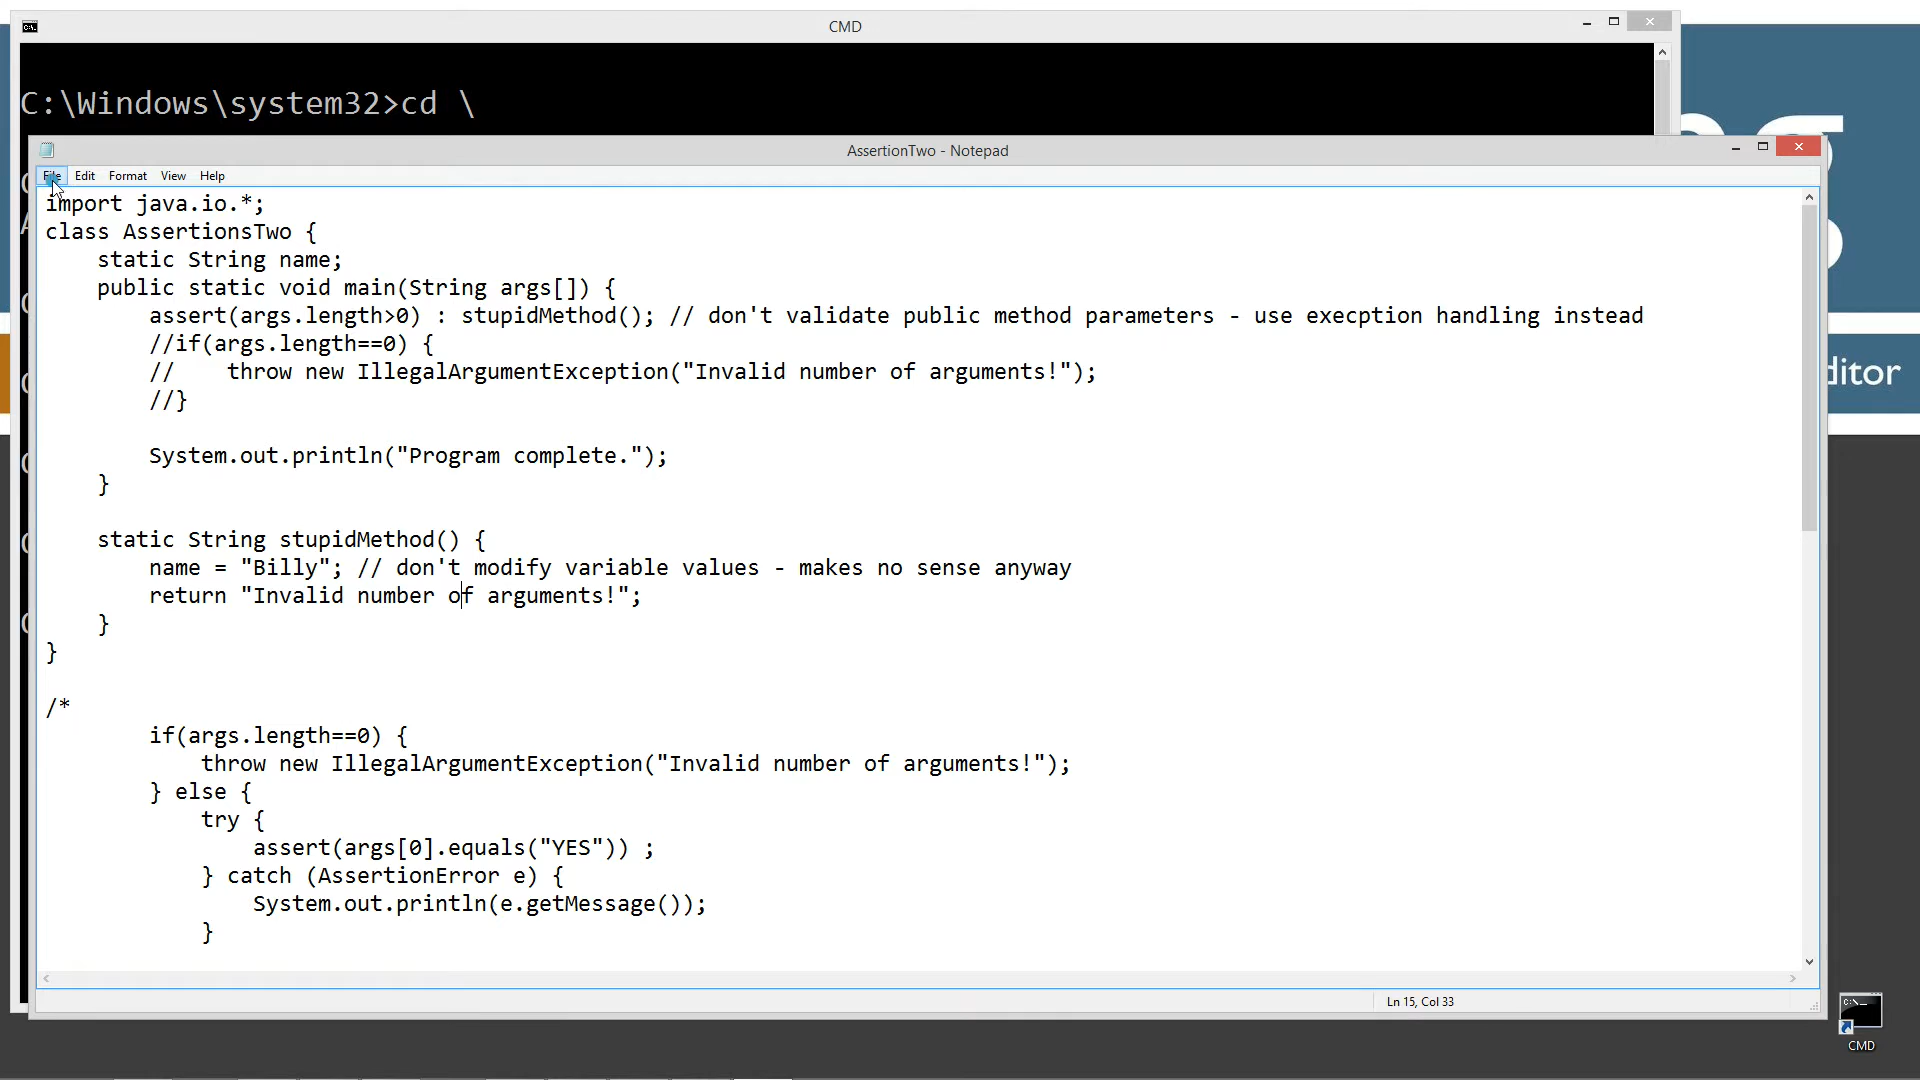 CMD
C:\Windows\system32>cd \
AssertionTwo - Notepad
File Edit Format View Help
import java.io.*;
class AssertionsTwo {
    static String name;
    public static void main(String args[]) {
        assert(args.length>0) : stupidMethod(); // don't validate public method parameters - use execption handling instead
        //if(args.length==0) {
        //    throw new IllegalArgumentException("Invalid number of arguments!");
        //}
        System.out.println("Program complete.");
    }
    static String stupidMethod() {
        name = "Billy"; // don't modify variable values - makes no sense anyway
        return "Invalid number of arguments!";
    }
}
/*
        if(args.length==0) {
            throw new IllegalArgumentException("Invalid number of arguments!");
        } else {
            try {
                assert(args[0].equals("YES")) ;
            } catch (AssertionError e) {
                System.out.println(e.getMessage());
            }
Ln 15, Col 33
ditor
CMD